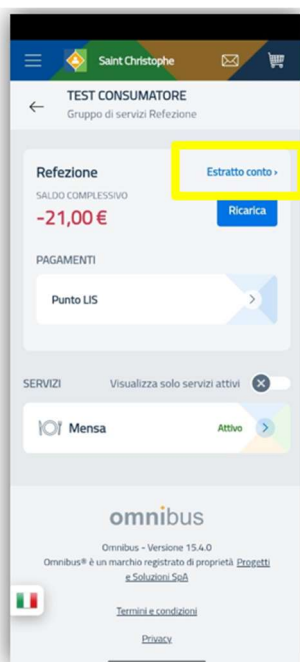 Saint Christophe
TEST CONSUMATORE
Gruppo di servizi Refezione
Refezione
Estratto conto ›
SALDO COMPLESSIVO
-21,00 €
Ricarica
PAGAMENTI
Punto LIS
SERVIZI
Visualizza solo servizi attivi
Mensa
Attivo
omnibus
Omnibus - Versione 15.4.0
Omnibus® è un marchio registrato di proprietà Progetti
e Soluzioni SpA
Termini e condizioni
Privacy